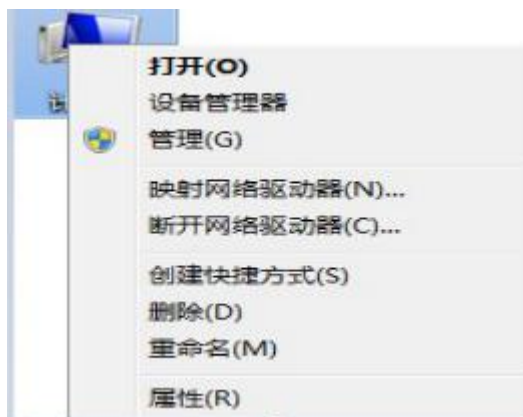 打开(O)
设备管理器
管理(G)
映射网络驱动器(N)...
断开网络驱动器(C)...
创建快捷方式(S)
删除(D)
重命名(M)
属性(R)